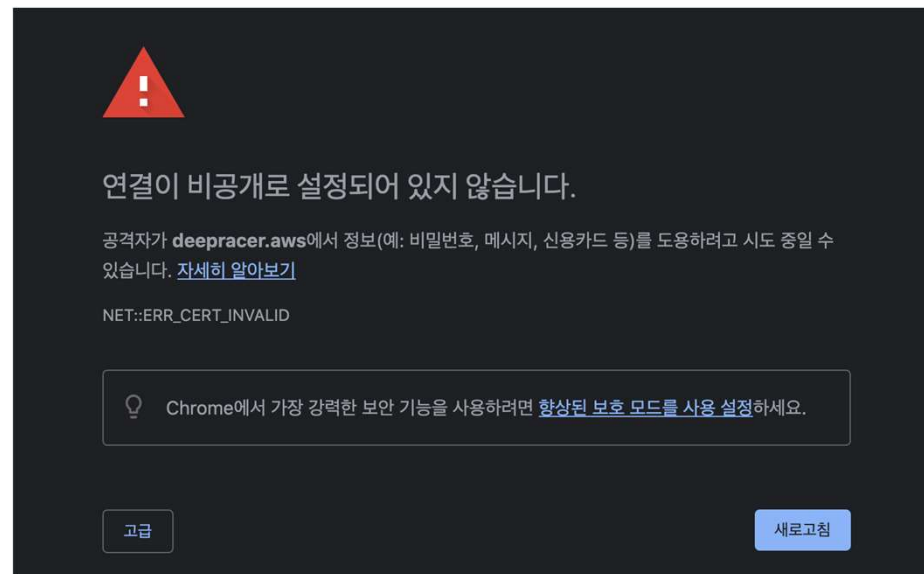 연결이 비공개로 설정되어 있지 않습니다.
공격자가 deepracer.aws에서 정보(예: 비밀번호, 메시지, 신용카드 등)를 도용하려고 시도 중일 수
있습니다. 자세히 알아보기
NET::ERR_CERT_INVALID
Chrome에서 가장 강력한 보안 기능을 사용하려면 향상된 보호 모드를 사용 설정하세요.
고급
새로고침